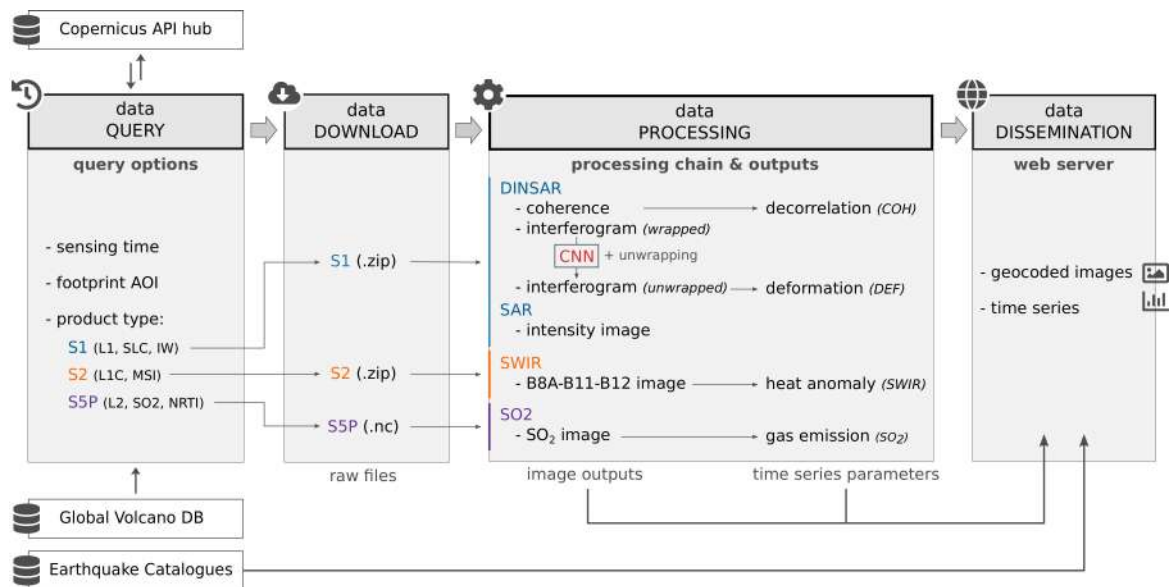 Copernicus API hub
data
QUERY
query options
- sensing time
- footprint AOI
- product type:
S1 (L1, SLC, IW)
S2 (L1C, MSI)
S5P (L2, SO2, NRTI)
data
DOWNLOAD
S1 (.zip)
S2 (.zip)
S5P (.nc)
raw files
data
PROCESSING
processing chain & outputs
DINSAR
- coherence
decorrelation (COH)
- interferogram (wrapped)
CNN + unwrapping
- interferogram (unwrapped)
deformation (DEF)
SAR
- intensity image
SWIR
- B8A-B11-B12 image
heat anomaly (SWIR)
SO2
- SO₂ image
gas emission (SO₂)
image outputs
time series parameters
data
DISSEMINATION
web server
- geocoded images
- time series
Global Volcano DB
Earthquake Catalogues